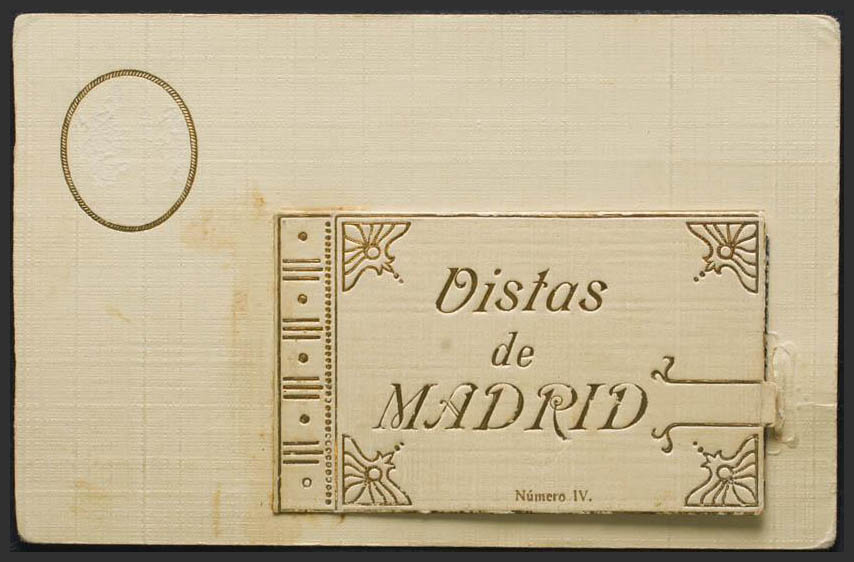 Vistas
de
MADRID
Número IV.